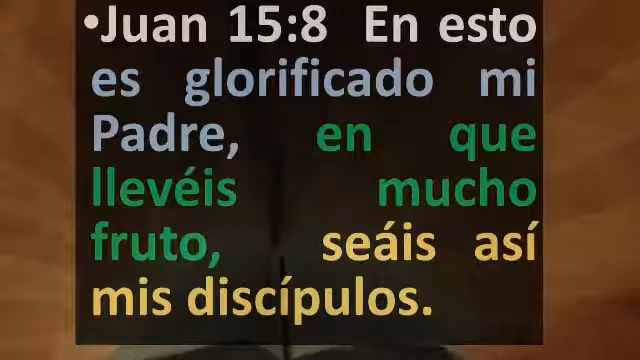 •Juan 15:8 En esto
es glorificado mi
Padre, en que
llevéis mucho
fruto, seáis así
mis discípulos.